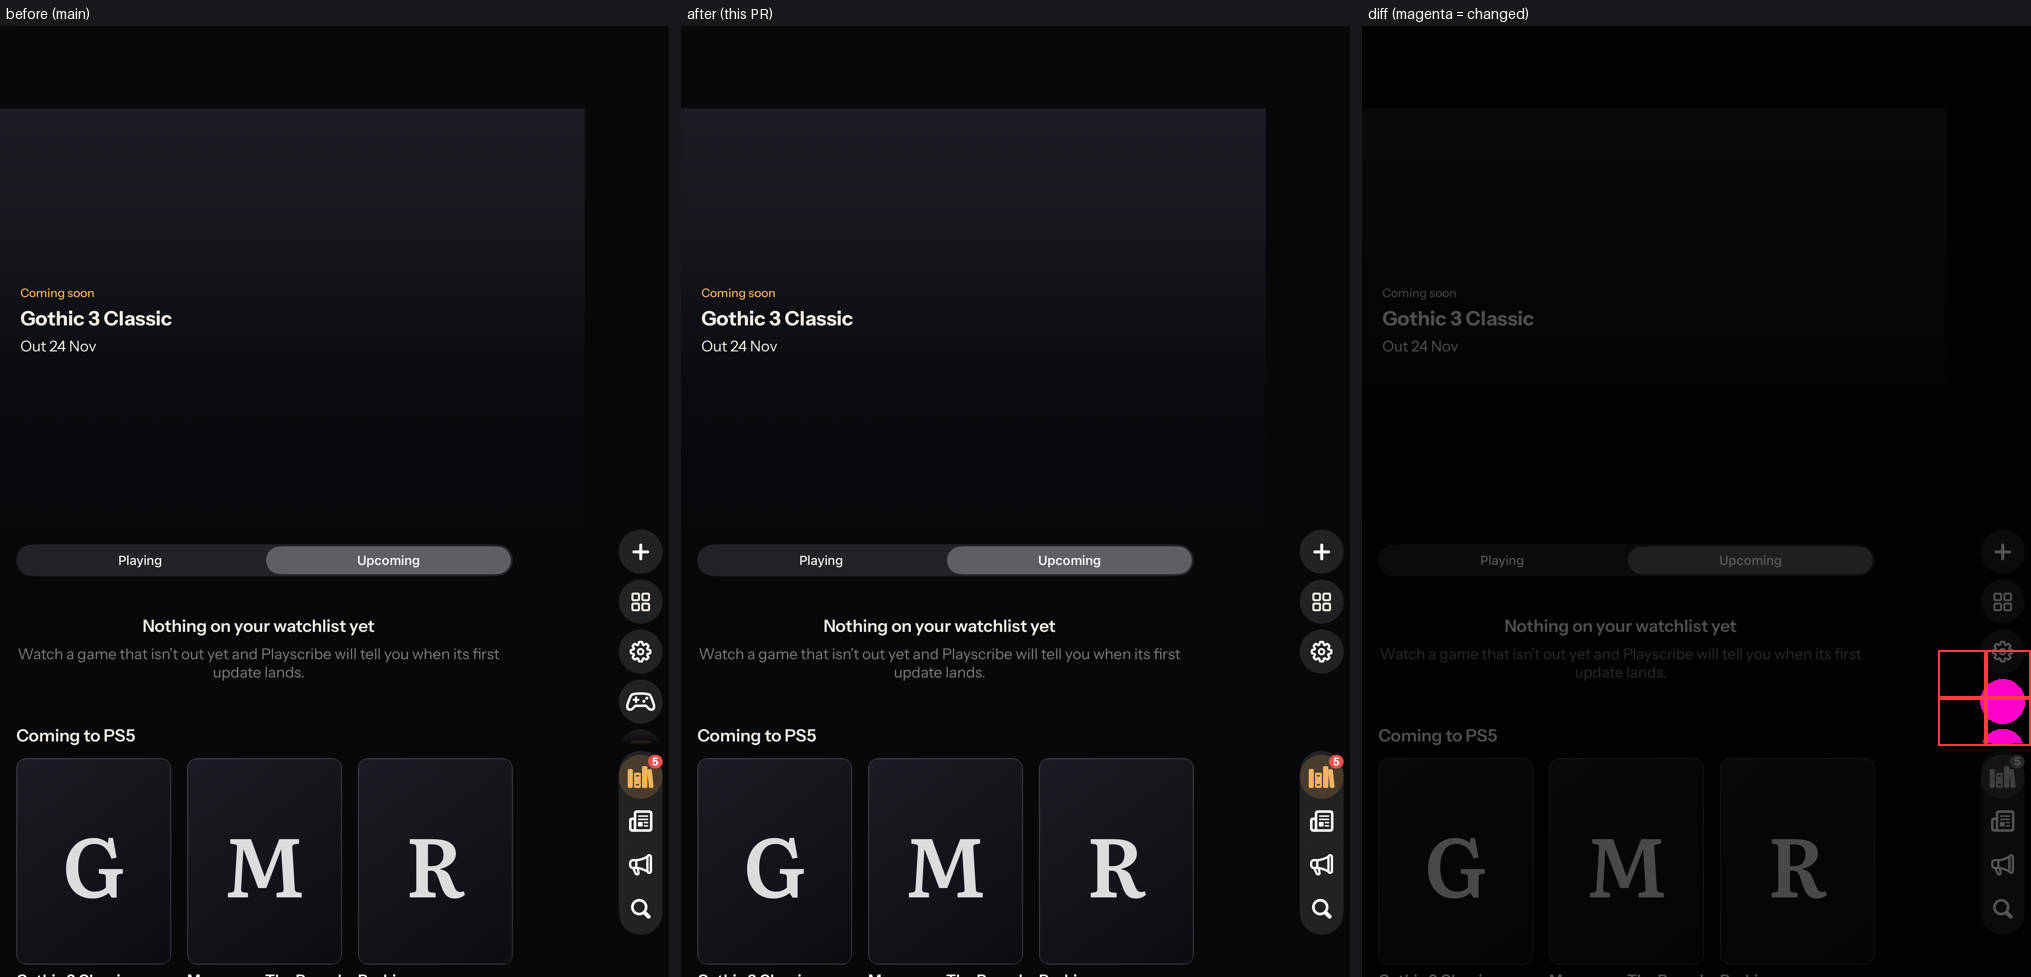 before (main)
Coming soon
Gothic 3 Classic
Out 24 Nov
Playing
Upcoming
Nothing on your watchlist yet
Watch a game that isn't out yet and Playscribe will tell you when its first
update lands.
Coming to PS5
5
G
M
R
after (this PR)
Coming soon
Gothic 3 Classic
Out 24 Nov
Playing
Upcoming
Nothing on your watchlist yet
Watch a game that isn't out yet and Playscribe will tell you when its first
update lands.
Coming to PS5
5
G
M
R
diff (magenta = changed)
Coming soon
Gothic 3 Classic
Out 24 Nov
Playing
Upcoming
Nothing on your watchlist yet
Watch a game that isn't out yet and Playscribe will tell you when its first
update lands.
Coming to PS5
5
G
M
R